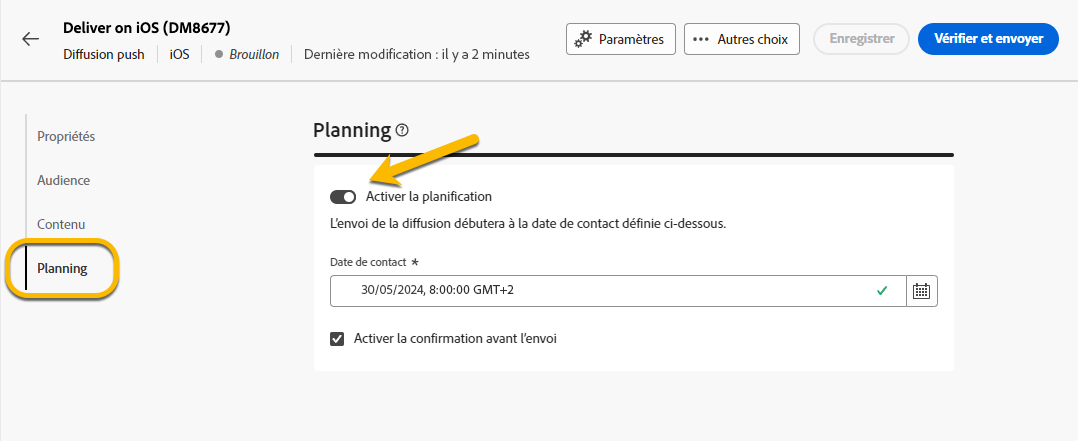 Deliver on iOS (DM8677)
Diffusion push iOS Brouillon Dernière modification : il y a 2 minutes
Paramètres
Autres choix
Enregistrer
Vérifier et envoyer
Propriétés
Audience
Contenu
Planning
Planning
Activer la planification
L'envoi de la diffusion débutera à la date de contact définie ci-dessous.
Date de contact *
30/05/2024, 8:00:00 GMT+2
Activer la confirmation avant l'envoi